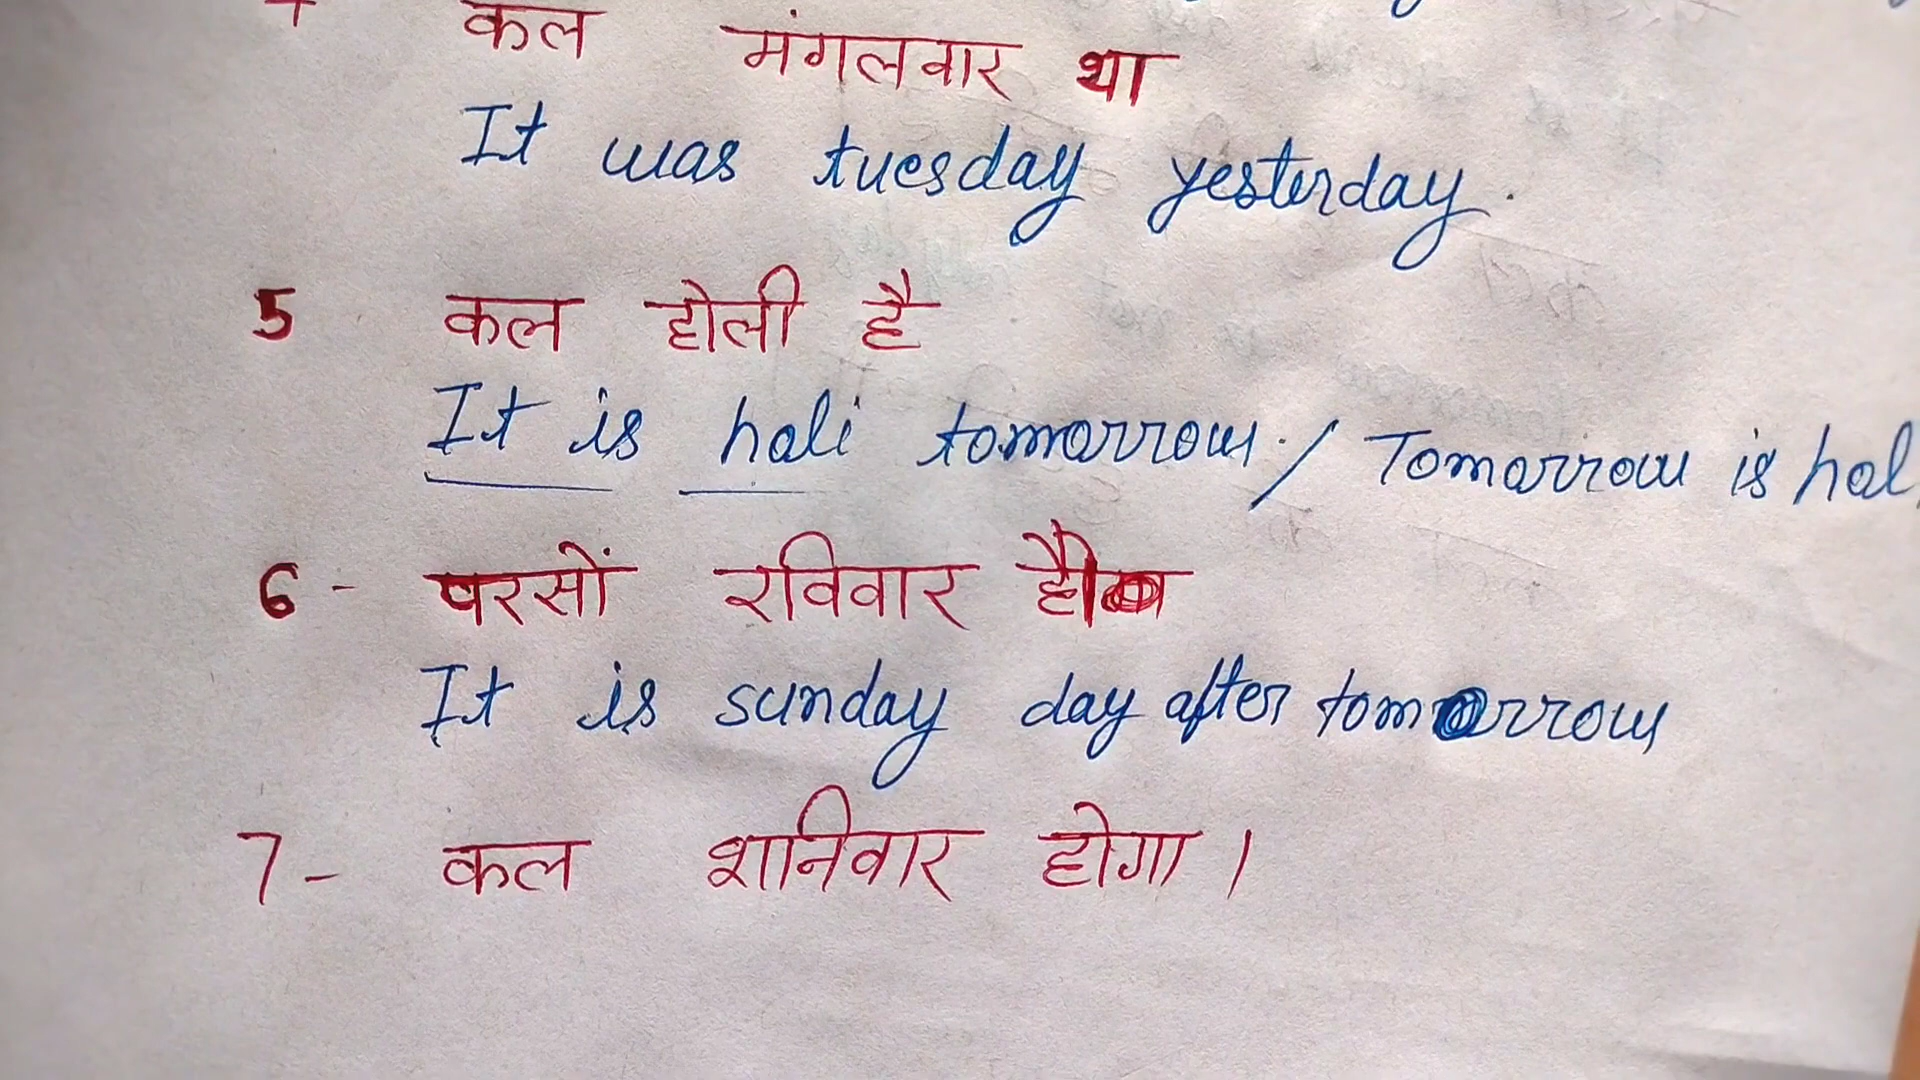 कल मंगलवार था
It was tuesday yesterday.
5 कल होली है
It is holi tomorrow. / Tomorrow is hol
6 - परसों रविवार है।
It is sunday day after tomorrow
7 - कल शनिवार होगा।